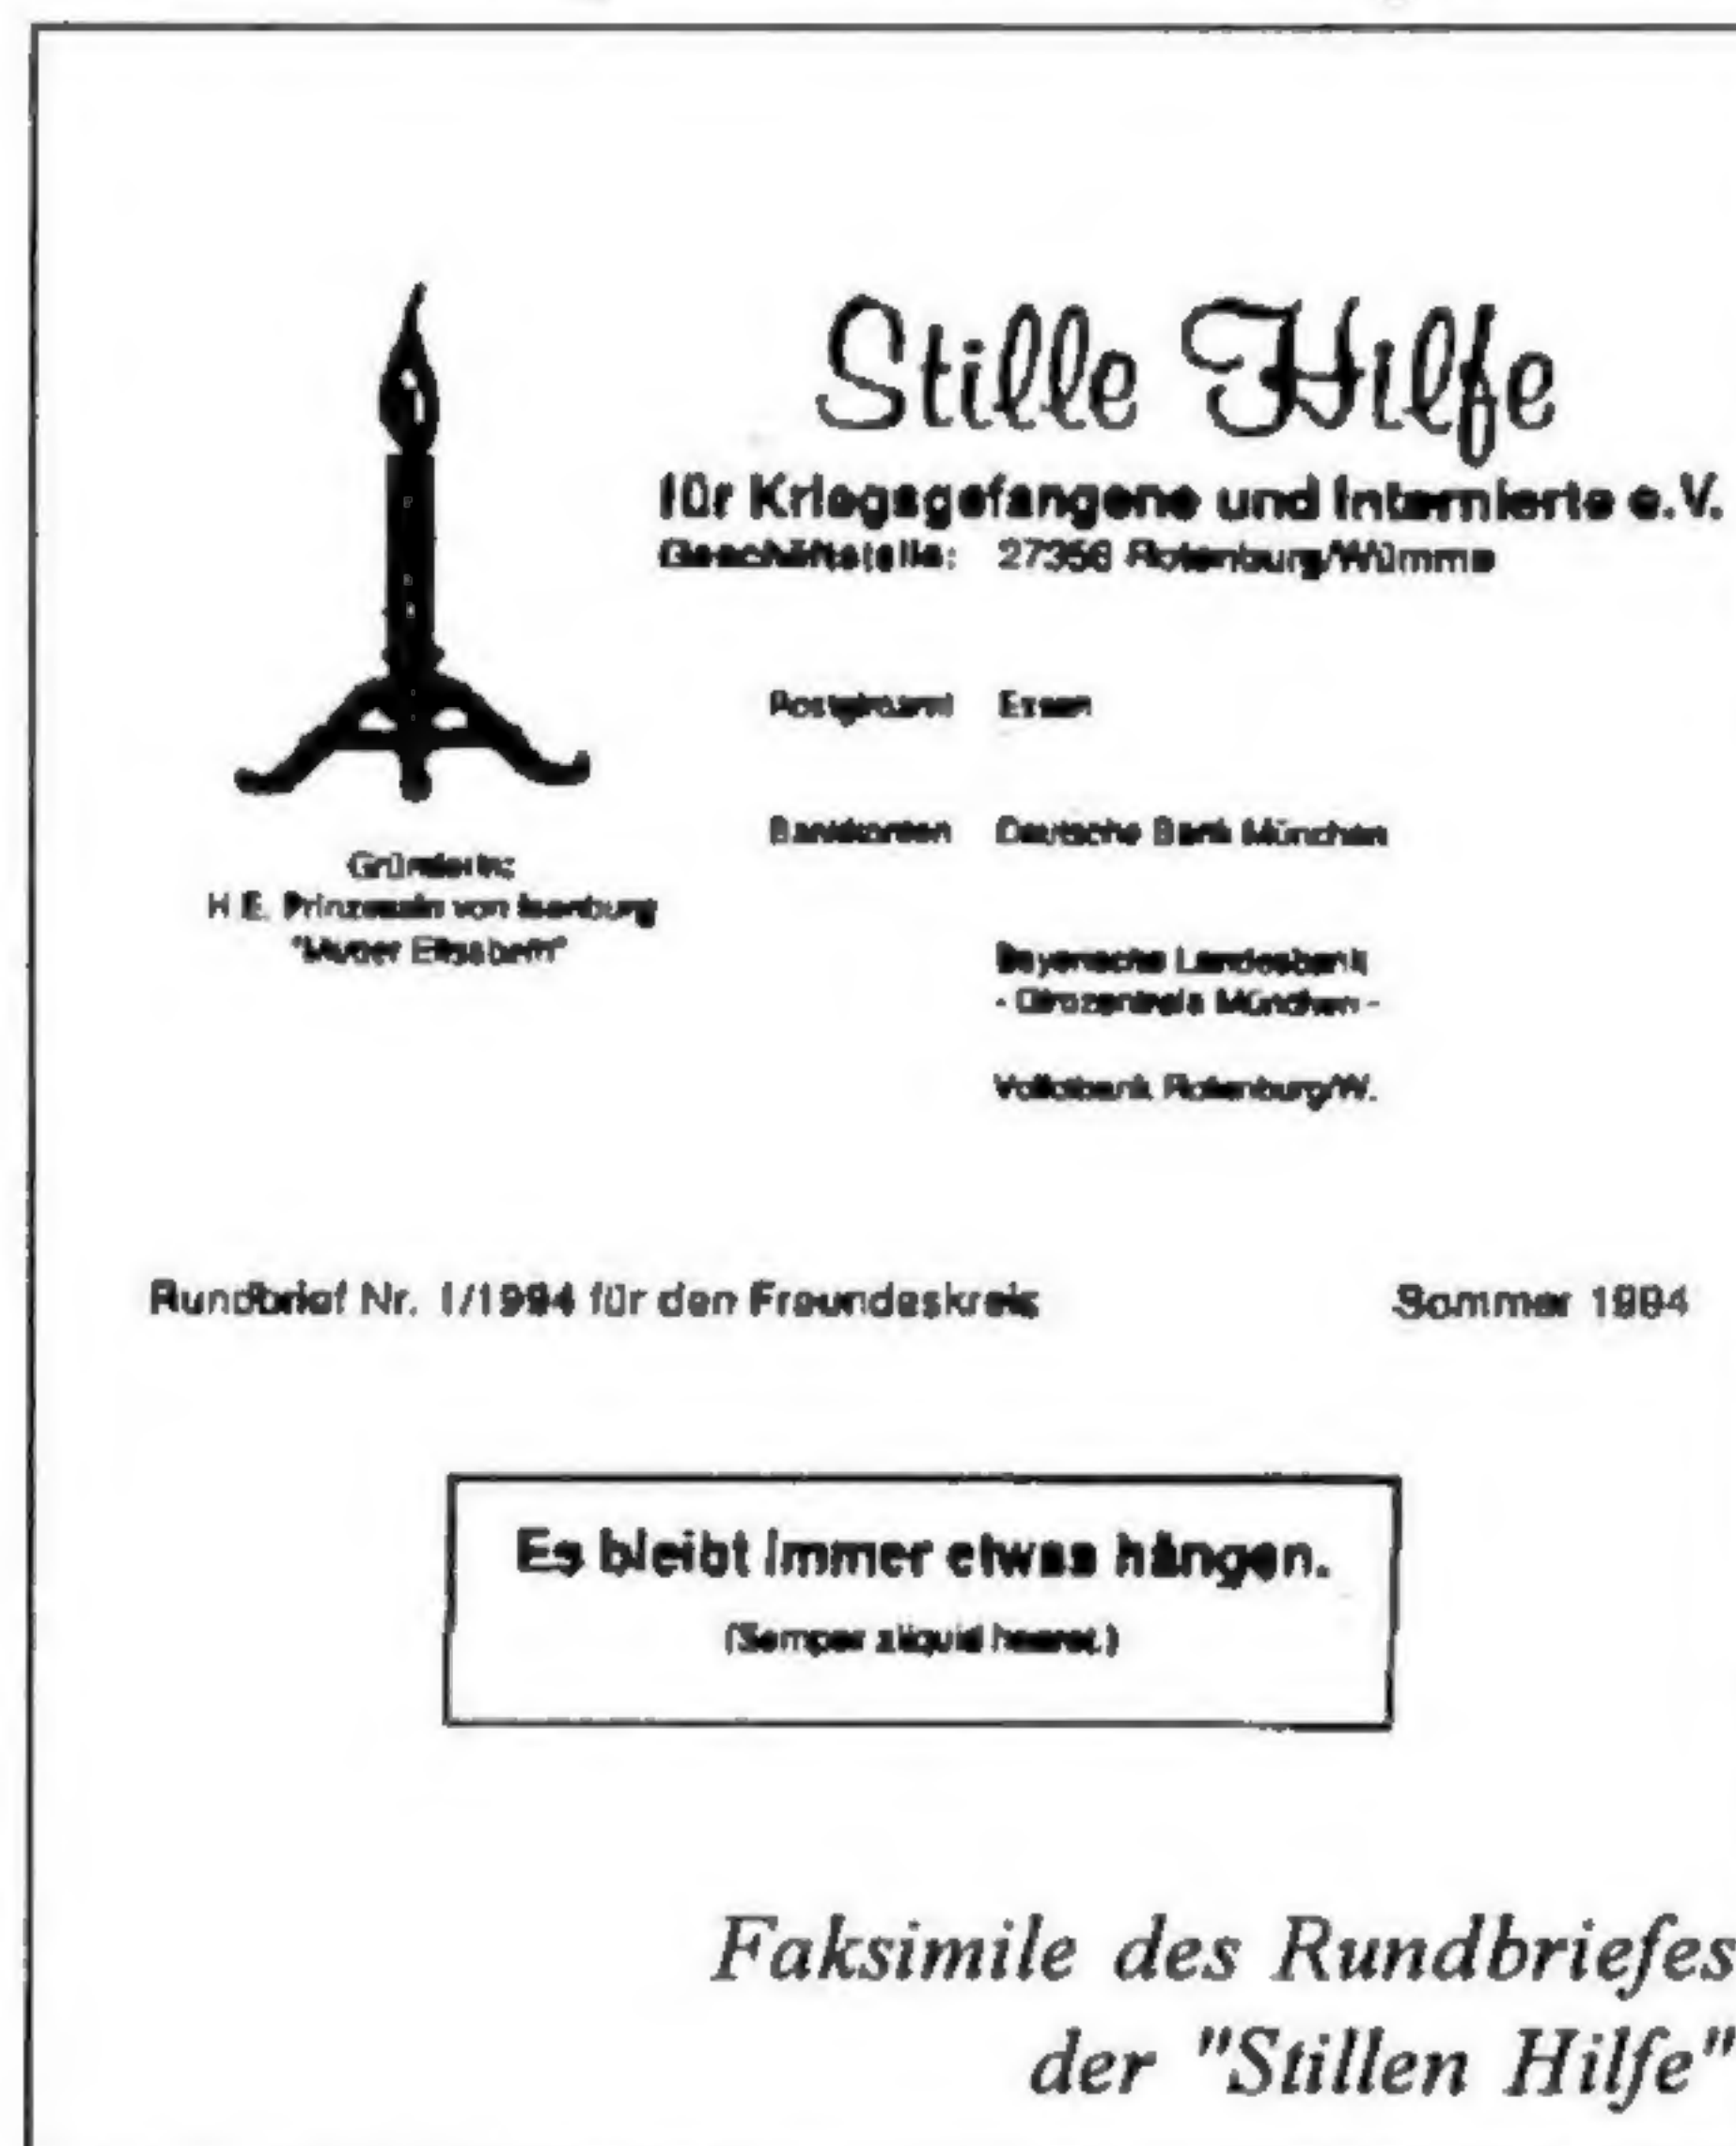 Stille Hilfe
für Kriegsgefangene und Internierte e.V.
Geschäftstelle: 27356 Rotenburg/Wümme
Postgiroamt Essen
Bankkonten Deutsche Bank München
Gründerin:
H.E. Prinzessin von Isenburg
"Mutter Elisabeth"
Bayerische Landesbank
- Girozentrale München -
Volksbank Rotenburg/W.
Rundbrief Nr. 1/1994 für den Freundeskreis Sommer 1994
Es bleibt immer etwas hängen.
(Semper aliquid haeret.)
Faksimile des Rundbriefes
der "Stillen Hilfe"